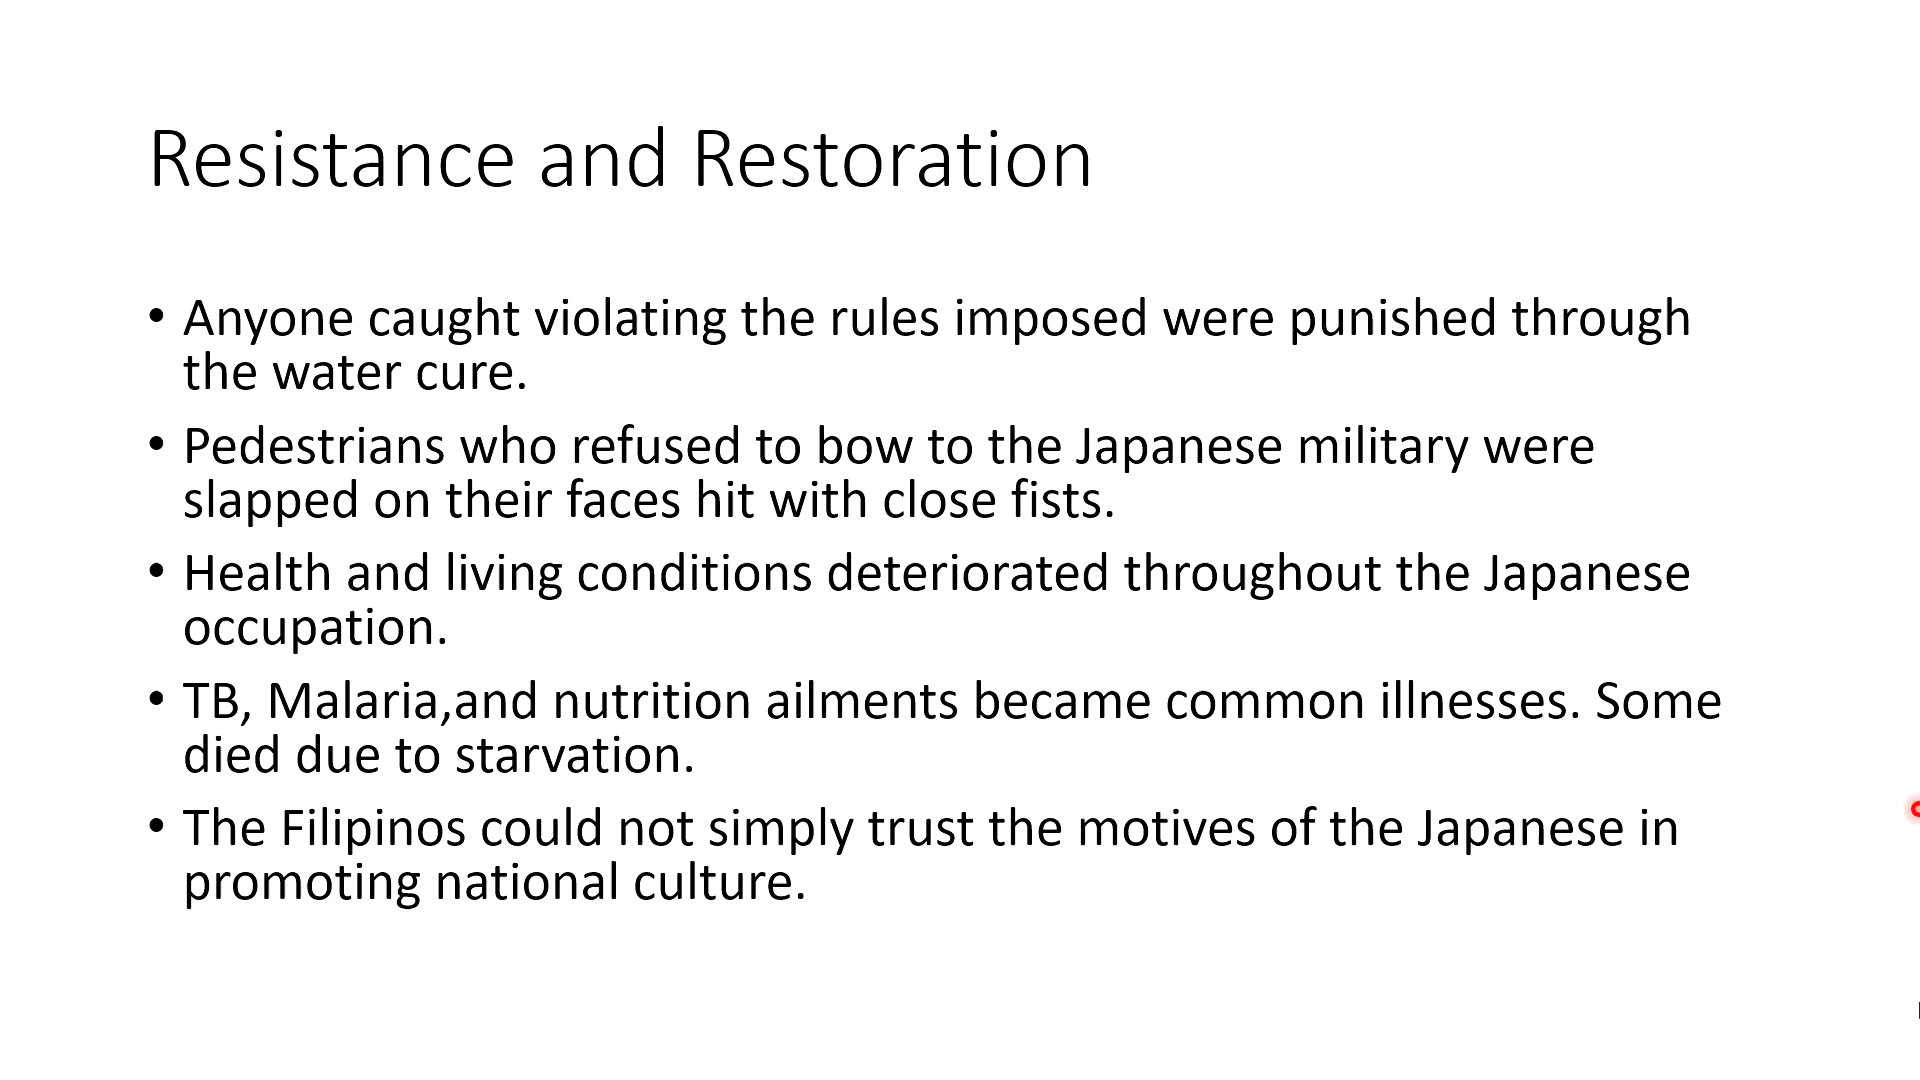 Resistance and Restoration
• Anyone caught violating the rules imposed were punished through
the water cure.
• Pedestrians who refused to bow to the Japanese military were
slapped on their faces hit with close fists.
• Health and living conditions deteriorated throughout the Japanese
occupation.
• TB, Malaria,and nutrition ailments became common illnesses. Some
died due to starvation.
• The Filipinos could not simply trust the motives of the Japanese in
promoting national culture.